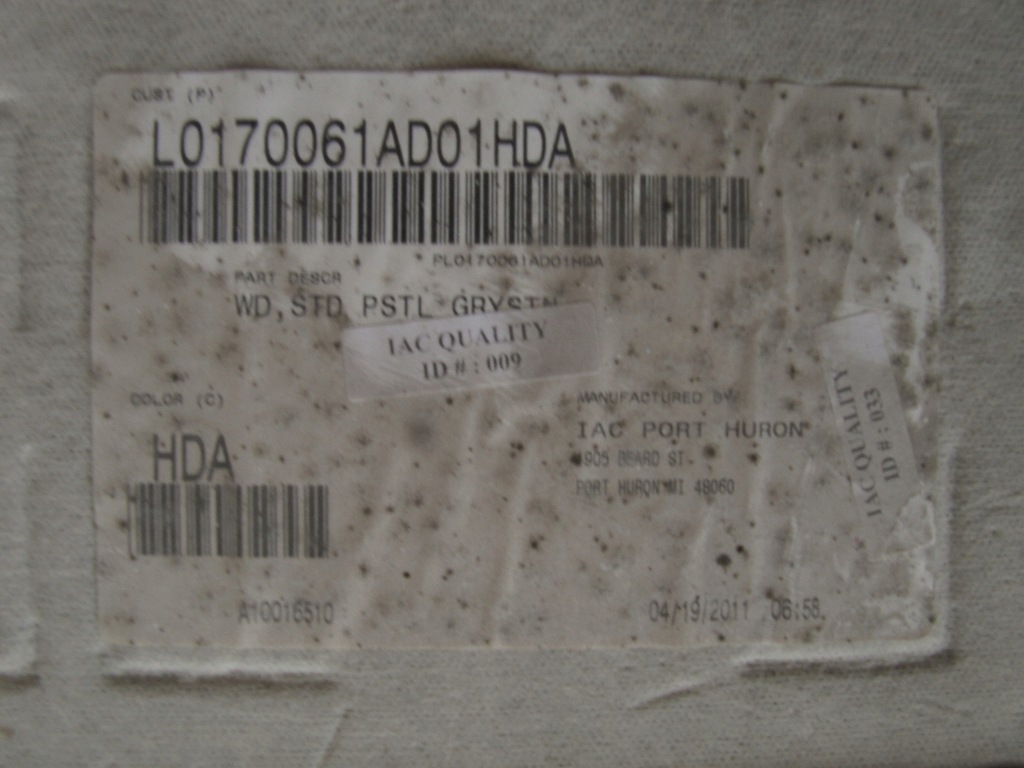 CUST (P)
L0170061AD01HDA
PL0170061AD01HDA
PART DESCR
WD, STD PSTL GRYSTN
IAC QUALITY
ID # : 009
COLOR (C)
HDA
MANUFACTURED BY
IAC PORT HURON
1905 BEARD ST.
PORT HURON MI 48060
IAC QUALITY
ID # : 033
A10016510
04/19/2011 06:58